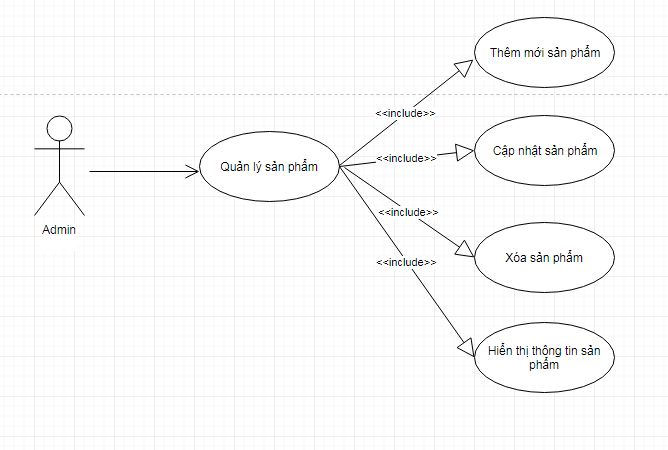 Thêm mới sản phẩm
<<include>>
Cập nhật sản phẩm
<<include>>
Quản lý sản phẩm
<<include>>
Admin
Xóa sản phẩm
<<include>>
Hiển thị thông tin sản
phẩm